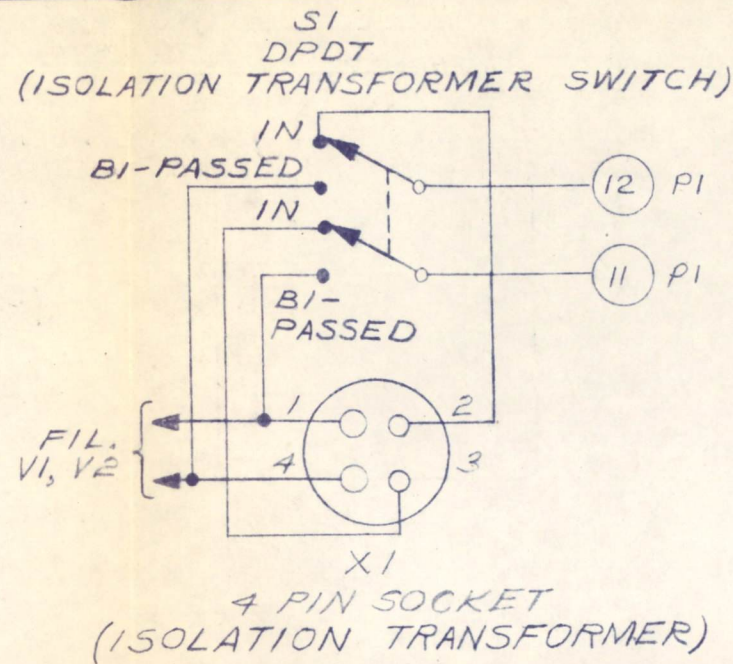 S1
DPDT
(ISOLATION TRANSFORMER SWITCH)
IN
BI-PASSED
12 P1
IN
11 P1
BI-
PASSED
1 2
FIL.
V1, V2
4 3
X1
4 PIN SOCKET
(ISOLATION TRANSFORMER)